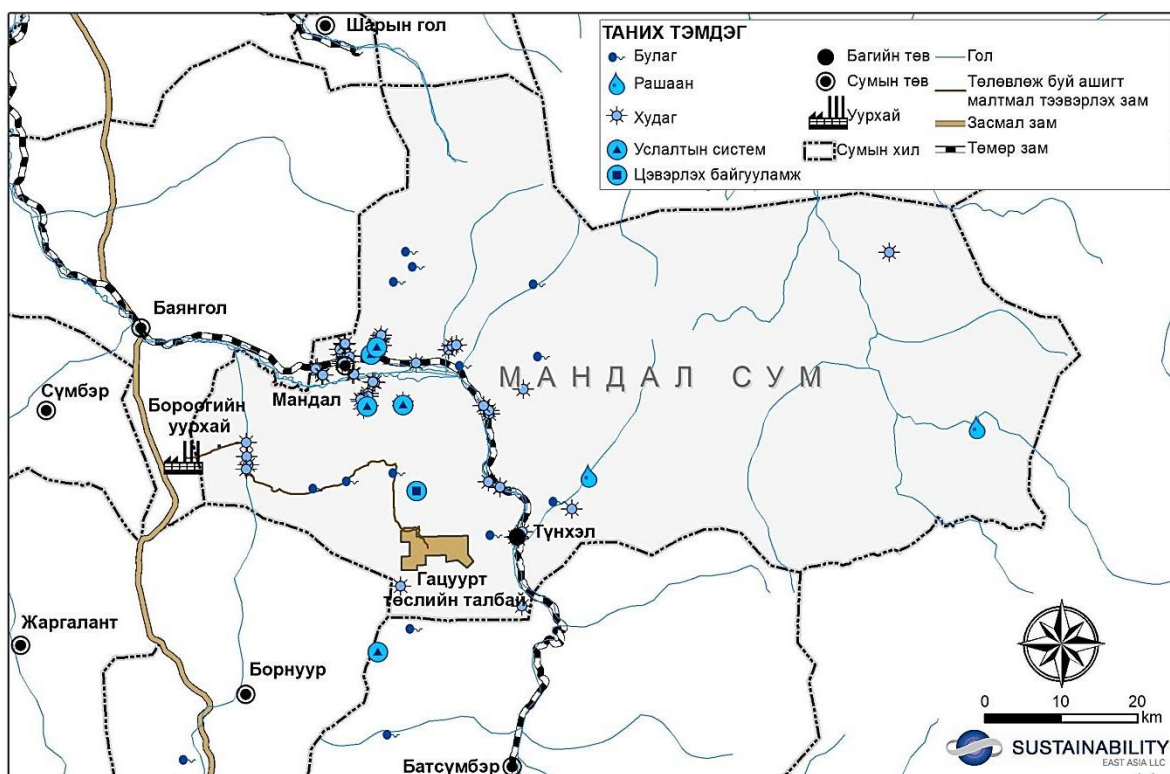 Шарын гол
ТАНИХ ТЭМДЭГ
Булаг
Рашаан
Худаг
Услалтын систем
Цэвэрлэх байгууламж
Багийн төв
Сумын төв
Уурхай
Сумын хил
Гол
Төлөвлөж буй ашигт
малтмал тээвэрлэх зам
Засмал зам
Төмөр зам
Баянгол
МАНДАЛ СУМ
Сүмбэр
Мандал
Бороогийн
уурхай
Түнхэл
Гацуурт
төслийн талбай
Жаргалант
Борнуур
Батсүмбэр
0 10 20
km
SUSTAINABILITY
EAST ASIA LLC